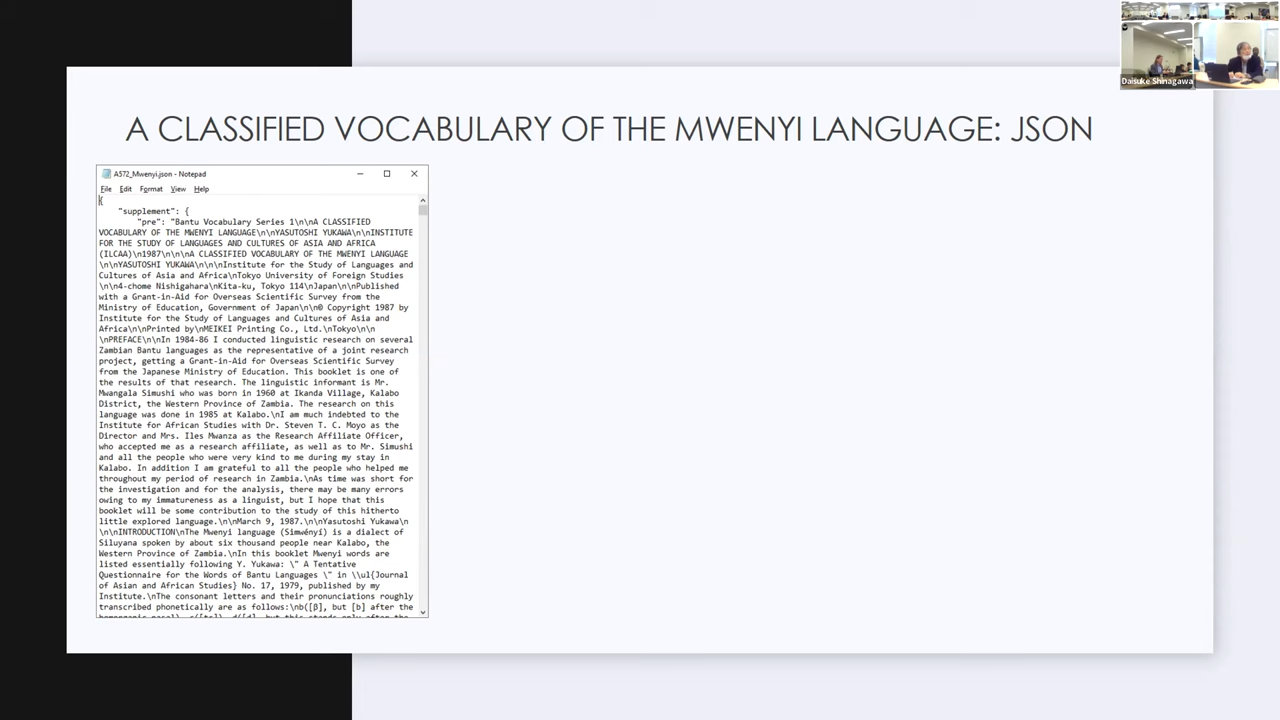 A CLASSIFIED VOCABULARY OF THE MWENYI LANGUAGE: JSON
A572_Mwenyi.json - Notepad
File Edit Format View Help
{
"supplement": {
"pre": "Bantu Vocabulary Series 1\n\nA CLASSIFIED
VOCABULARY OF THE MWENYI LANGUAGE\n\nYASUTOSHI YUKAWA\n\nINSTITUTE
FOR THE STUDY OF LANGUAGES AND CULTURES OF ASIA AND AFRICA
(ILCAA)\n1987\n\n\nA CLASSIFIED VOCABULARY OF THE MWENYI LANGUAGE
\n\nYASUTOSHI YUKAWA\n\n\nInstitute for the Study of Languages and
Cultures of Asia and Africa\nTokyo University of Foreign Studies
\n\n4-chome Nishigahara\nKita-ku, Tokyo 114\nJapan\n\nPublished
with a Grant-in-Aid for Overseas Scientific Survey from the
Ministry of Education, Government of Japan\n\n© Copyright 1987 by
Institute for the Study of Languages and Cultures of Asia and
Africa\n\nPrinted by\nMEIKEI Printing Co., Ltd.\nTokyo\n\n
\nPREFACE\n\nIn 1984-86 I conducted linguistic research on several
Zambian Bantu languages as the representative of a joint research
project, getting a Grant-in-Aid for Overseas Scientific Survey
from the Japanese Ministry of Education. This booklet is one of
the results of that research. The linguistic informant is Mr.
Mwangala Simushi who was born in 1960 at Ikanda Village, Kalabo
District, the Western Province of Zambia. The research on this
language was done in 1985 at Kalabo.\nI am much indebted to the
Institute for African Studies with Dr. Steven T. C. Moyo as the
Director and Mrs. Iles Mwanza as the Research Affiliate Officer,
who accepted me as a research affiliate, as well as to Mr. Simushi
and all the people who were very kind to me during my stay in
Kalabo. In addition I am grateful to all the people who helped me
throughout my period of research in Zambia.\nAs time was short for
the investigation and for the analysis, there may be many errors
owing to my immatureness as a linguist, but I hope that this
booklet will be some contribution to the study of this hitherto
little explored language.\n\nMarch 9, 1987.\n\nYasutoshi Yukawa\n
\n\nINTRODUCTION\nThe Mwenyi language (Simwényí) is a dialect of
Siluyana spoken by about six thousand people near Kalabo, the
Western Province of Zambia.\nIn this booklet Mwenyi words are
listed essentially following Y. Yukawa: \" A Tentative
Questionnaire for the Words of Bantu Languages \" in \\ul{Journal
of Asian and African Studies} No. 17, 1979, published by my
Institute.\nThe consonant letters and their pronunciations roughly
transcribed phonetically are as follows:\nb([β], but [b] after the
Daisuke Shinagawa